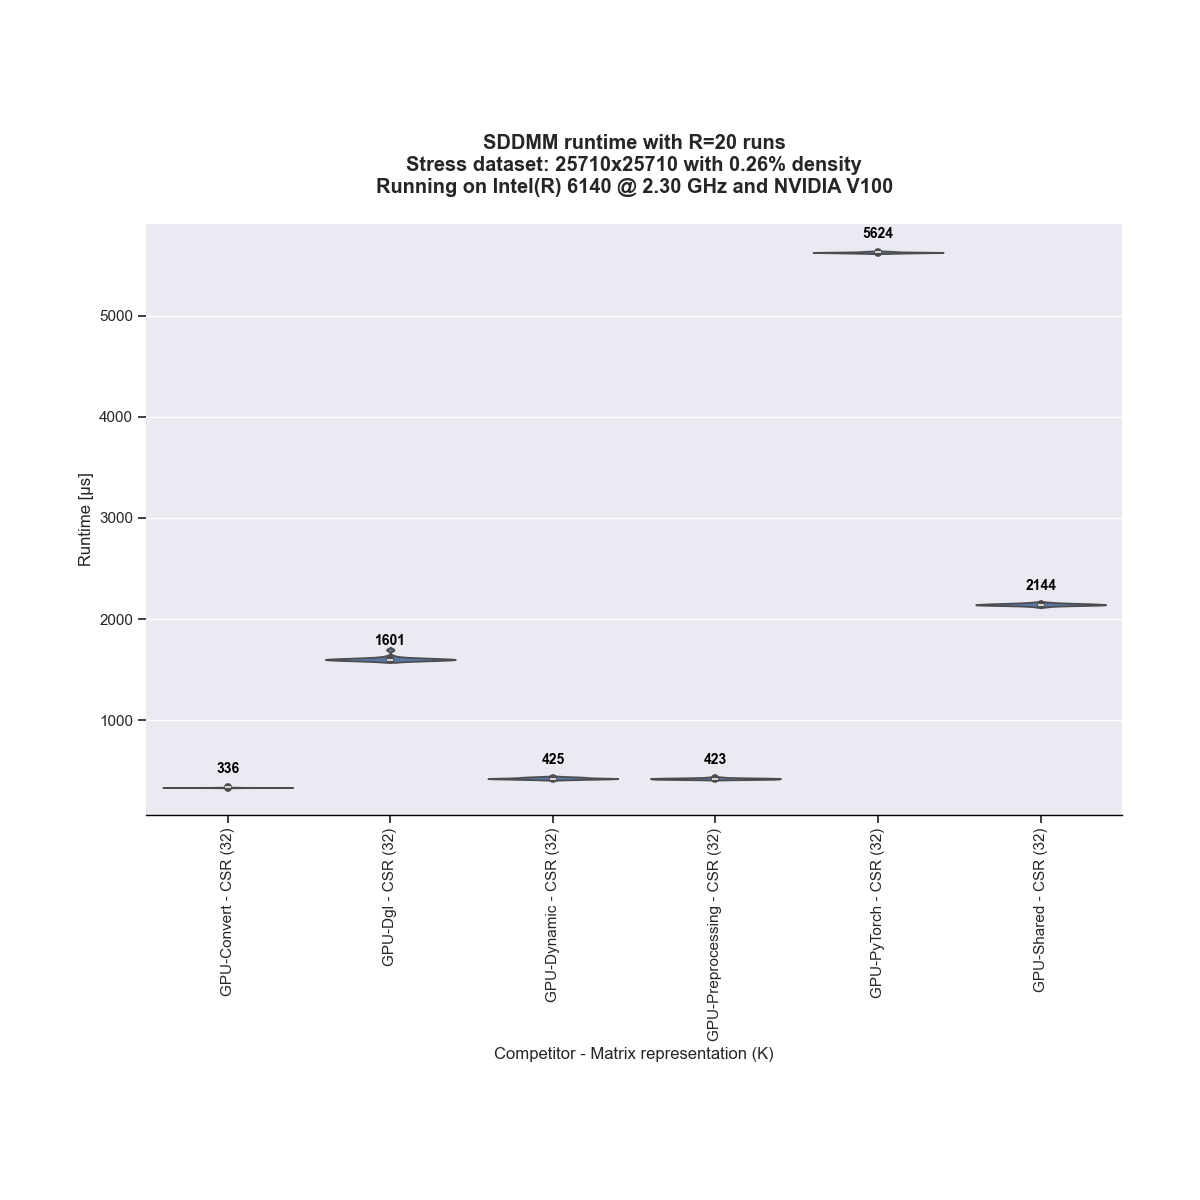 SDDMM runtime with R=20 runs
Stress dataset: 25710x25710 with 0.26% density
Running on Intel(R) 6140 @ 2.30 GHz and NVIDIA V100
5624
5000
4000
3000
Runtime [μs]
2144
2000
1601
1000
336
425
423
GPU-Convert - CSR (32)
GPU-Dgl - CSR (32)
GPU-Dynamic - CSR (32)
GPU-Preprocessing - CSR (32)
GPU-PyTorch - CSR (32)
GPU-Shared - CSR (32)
Competitor - Matrix representation (K)